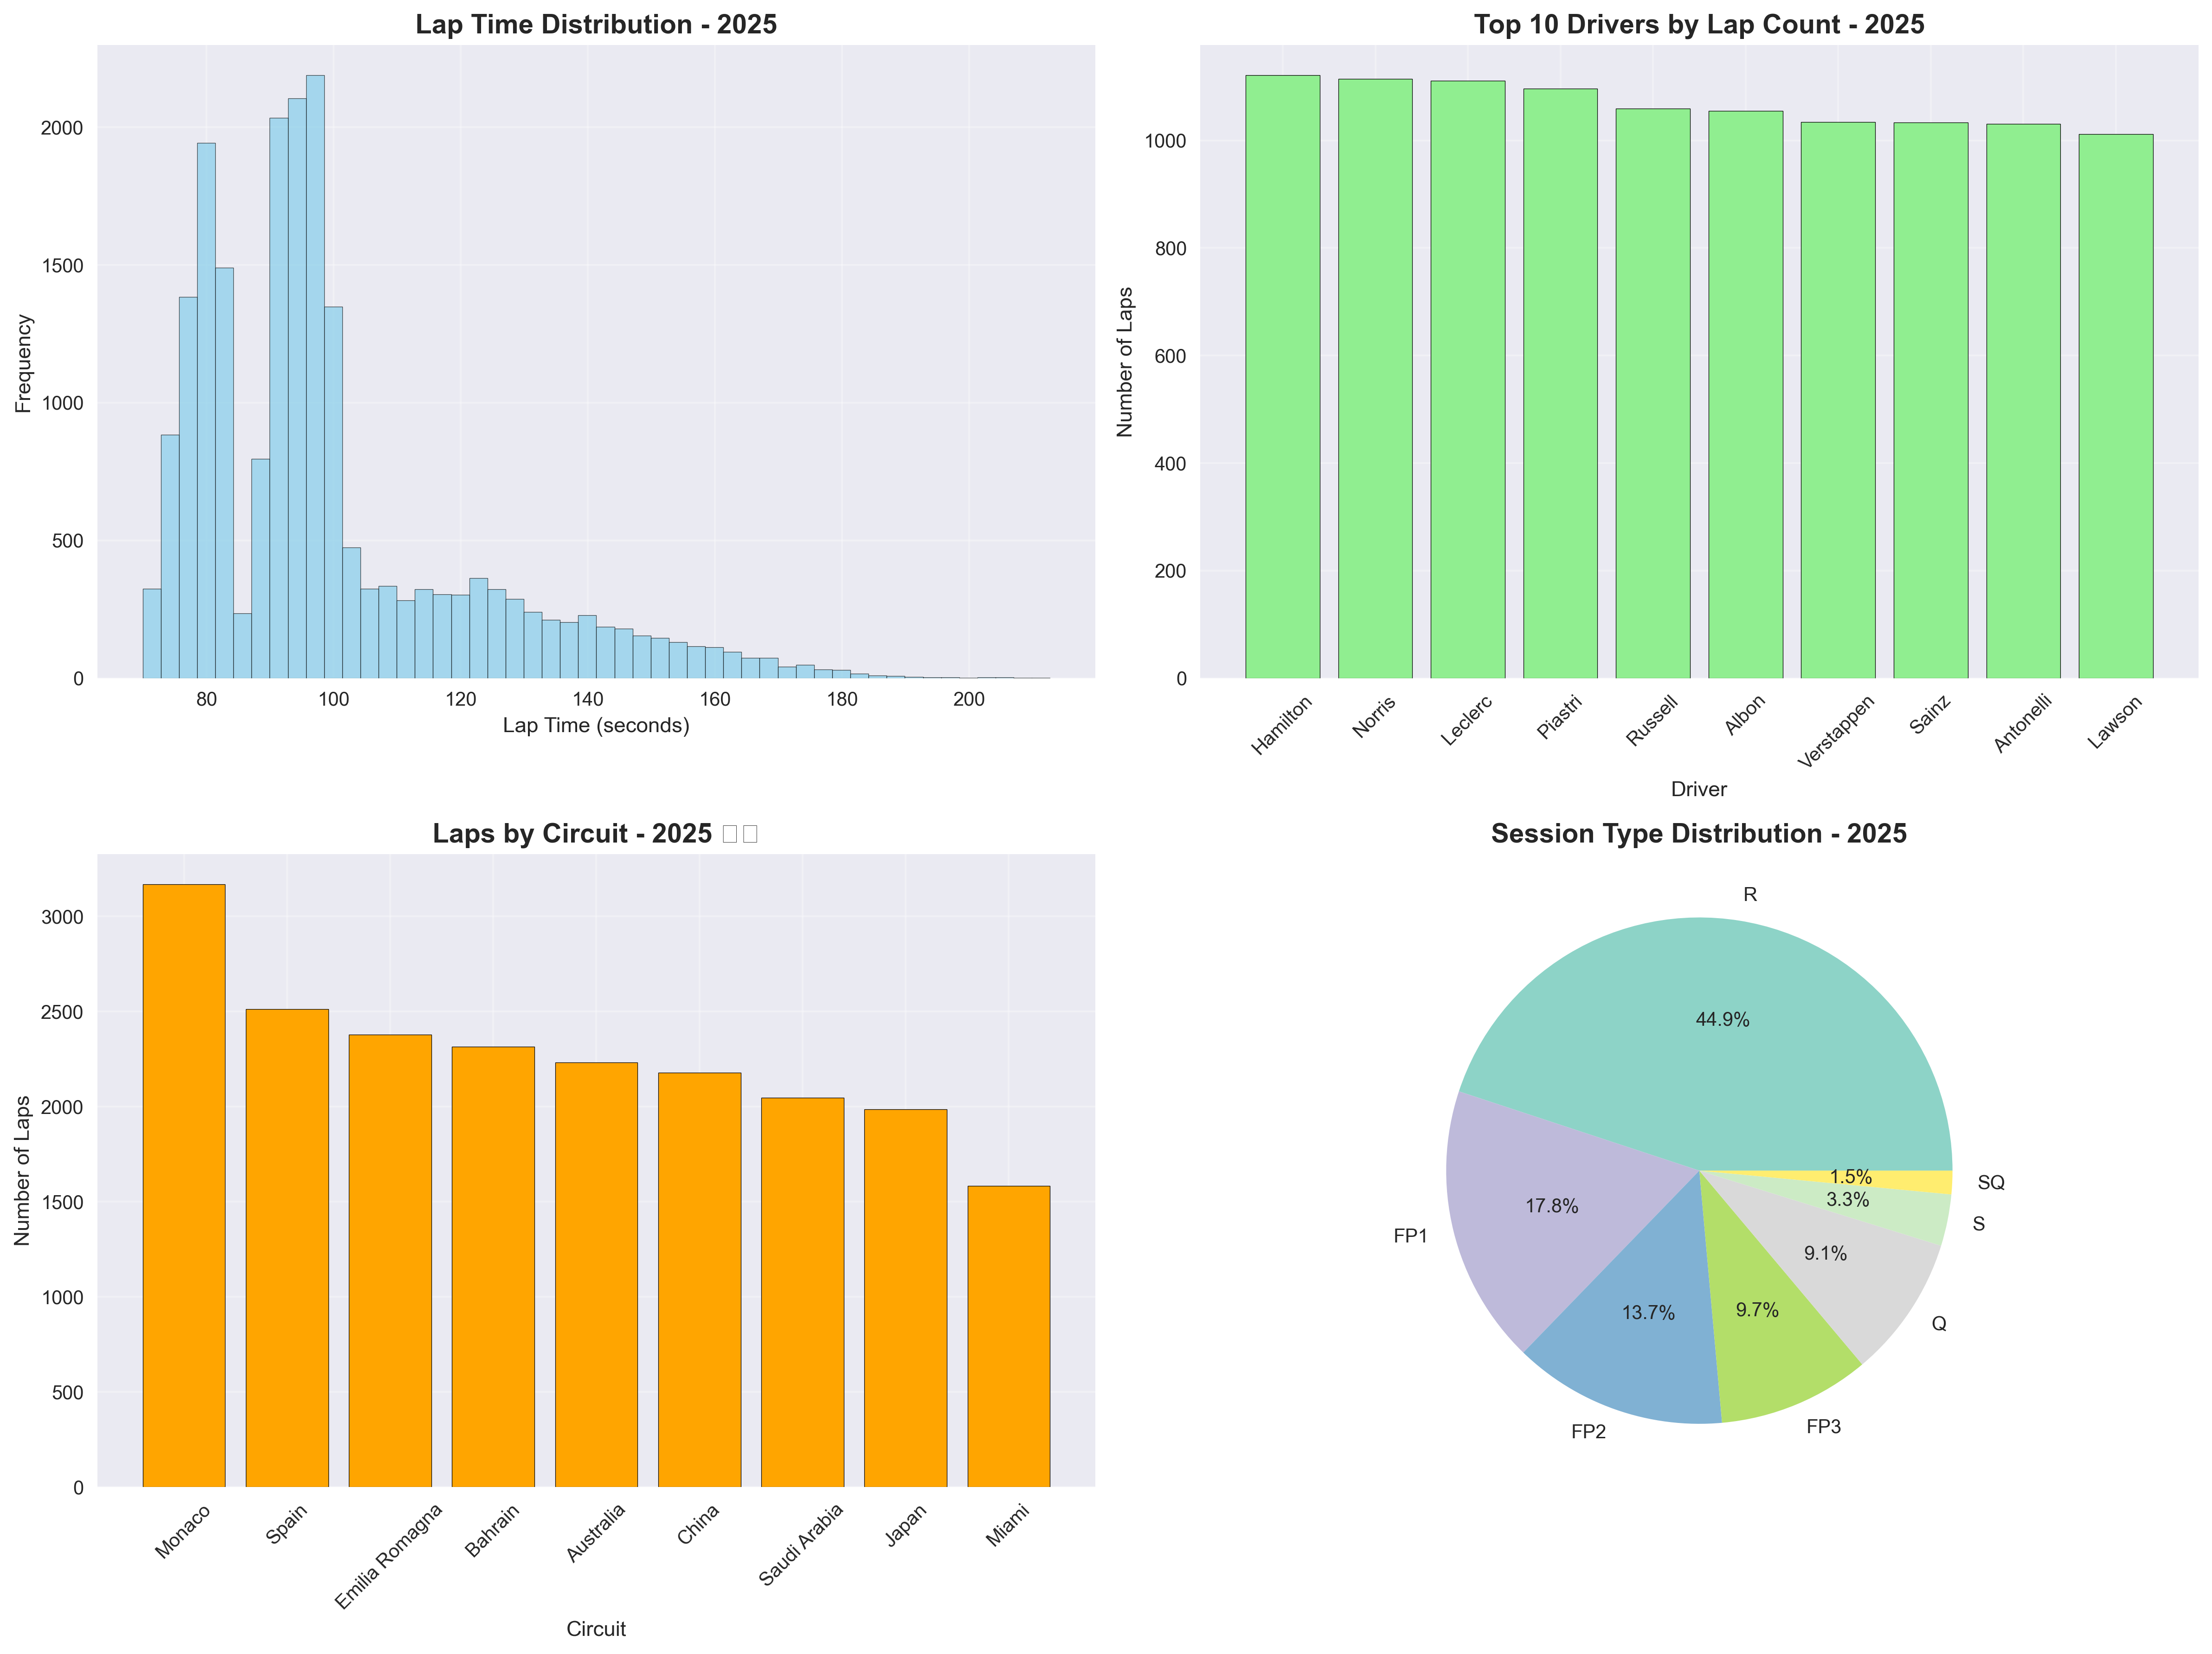 Lap Time Distribution - 2025
Frequency
2000
1500
1000
500
0
80 100 120 140 160 180 200
Lap Time (seconds)
Top 10 Drivers by Lap Count - 2025
Number of Laps
1000
800
600
400
200
0
Hamilton Norris Leclerc Piastri Russell Albon Verstappen Sainz Antonelli Lawson
Driver
Laps by Circuit - 2025
Number of Laps
3000
2500
2000
1500
1000
500
0
Monaco Spain Emilia Romagna Bahrain Australia China Saudi Arabia Japan Miami
Circuit
Session Type Distribution - 2025
R
44.9%
FP1
17.8%
FP2
13.7%
FP3
9.7%
Q
9.1%
S
3.3%
SQ
1.5%